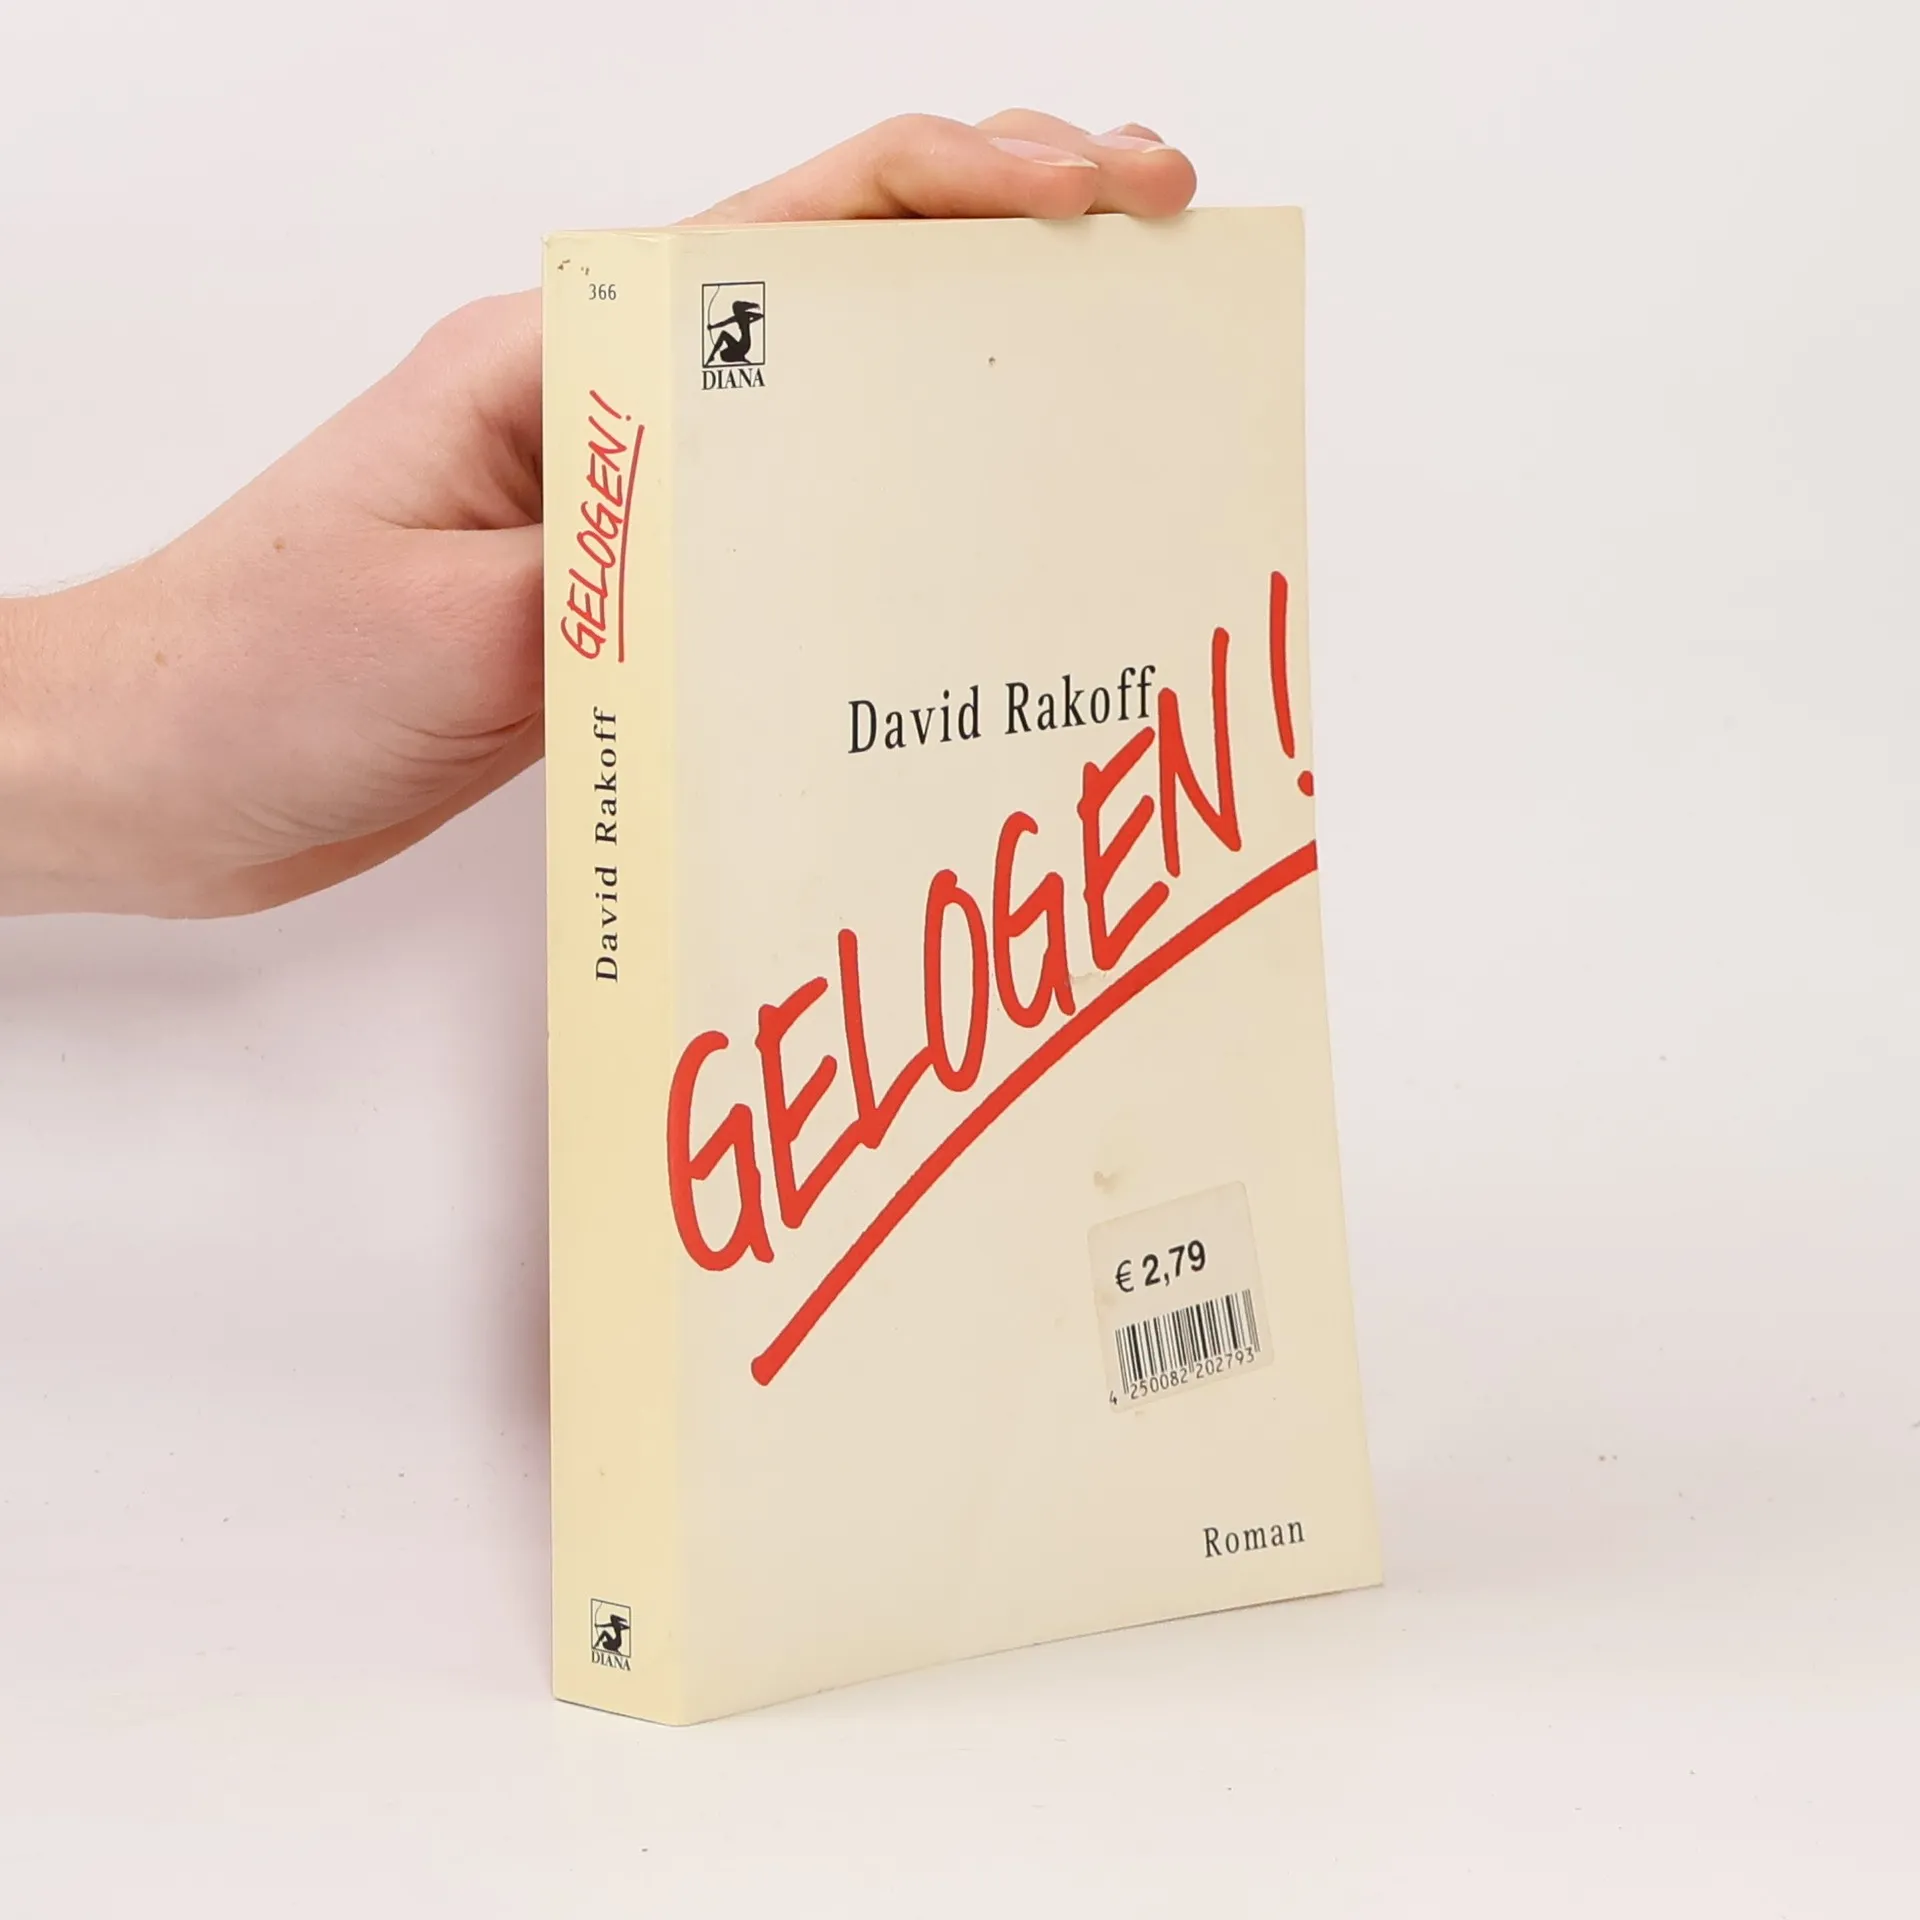 366
GELOGEN!
David Rakoff
DIANA
DIANA
David Rakoff
GELOGEN!
€ 2,79
4 250082 202793
Roman